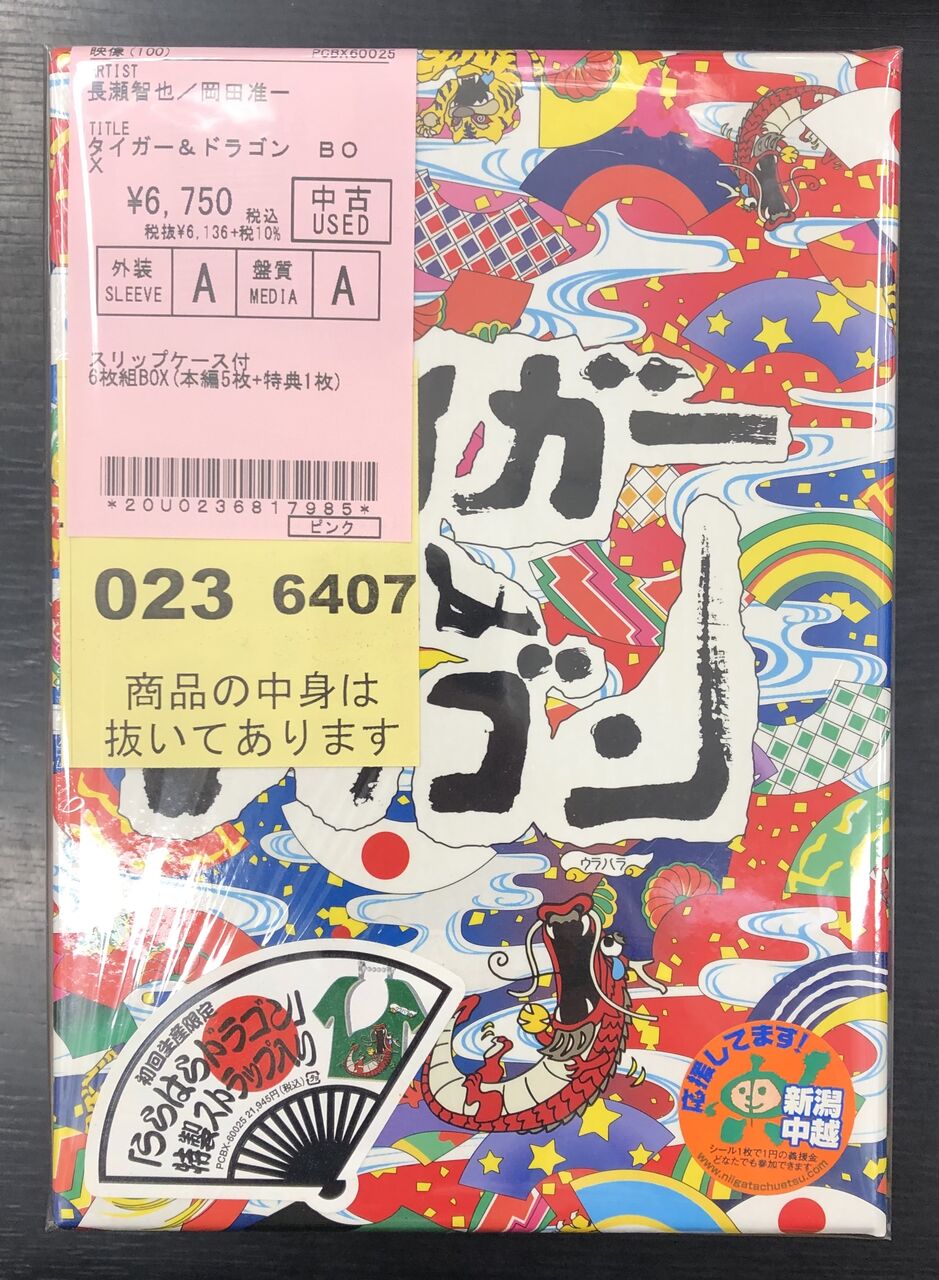 映像(100) PCBX60025
ARTIST
長瀬智也／岡田准一
TITLE
タイガー＆ドラゴン BO
X
¥6,750 税込
税抜¥6,136+税10%
中古
USED
外装
SLEEVE
A
盤質
MEDIA
A
スリップケース付
6枚組BOX(本編5枚+特典1枚)
*20U0236817985*
ピンク
023 6407
商品の中身は
抜いてあります
ガー
ゴン
ウラハラ
初回生産限定
「うらはらドラゴン」
特製ストラップ入り
PCBX-60025 21,945円(税込)
応援してます!
新潟
中越
シール1枚で1円の義援金
どなたでも参加できます
www.niigatachuetsu.com